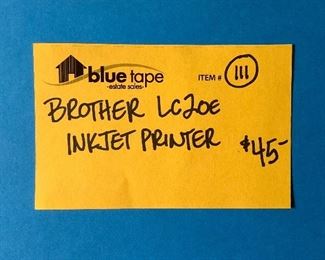 blue tape
-estate sales-
ITEM # 111
BROTHER LC20E
INKJET PRINTER
$45-